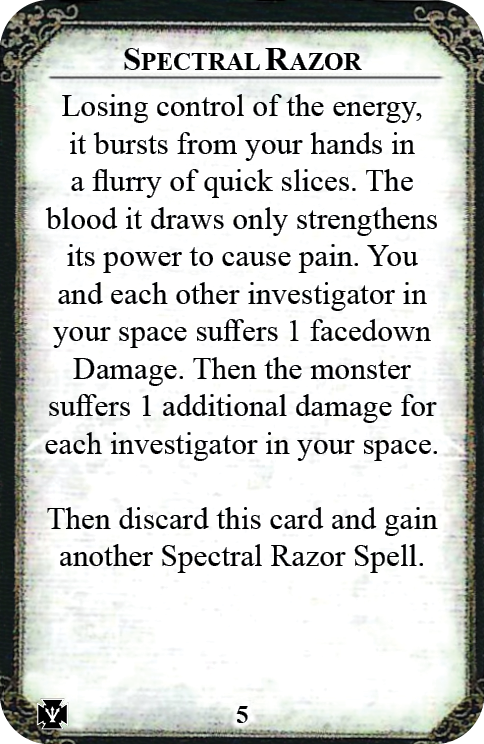 Spectral Razor
Losing control of the energy,
it bursts from your hands in
a flurry of quick slices. The
blood it draws only strengthens
its power to cause pain. You
and each other investigator in
your space suffers 1 facedown
Damage. Then the monster
suffers 1 additional damage for
each investigator in your space.
Then discard this card and gain
another Spectral Razor Spell.
5